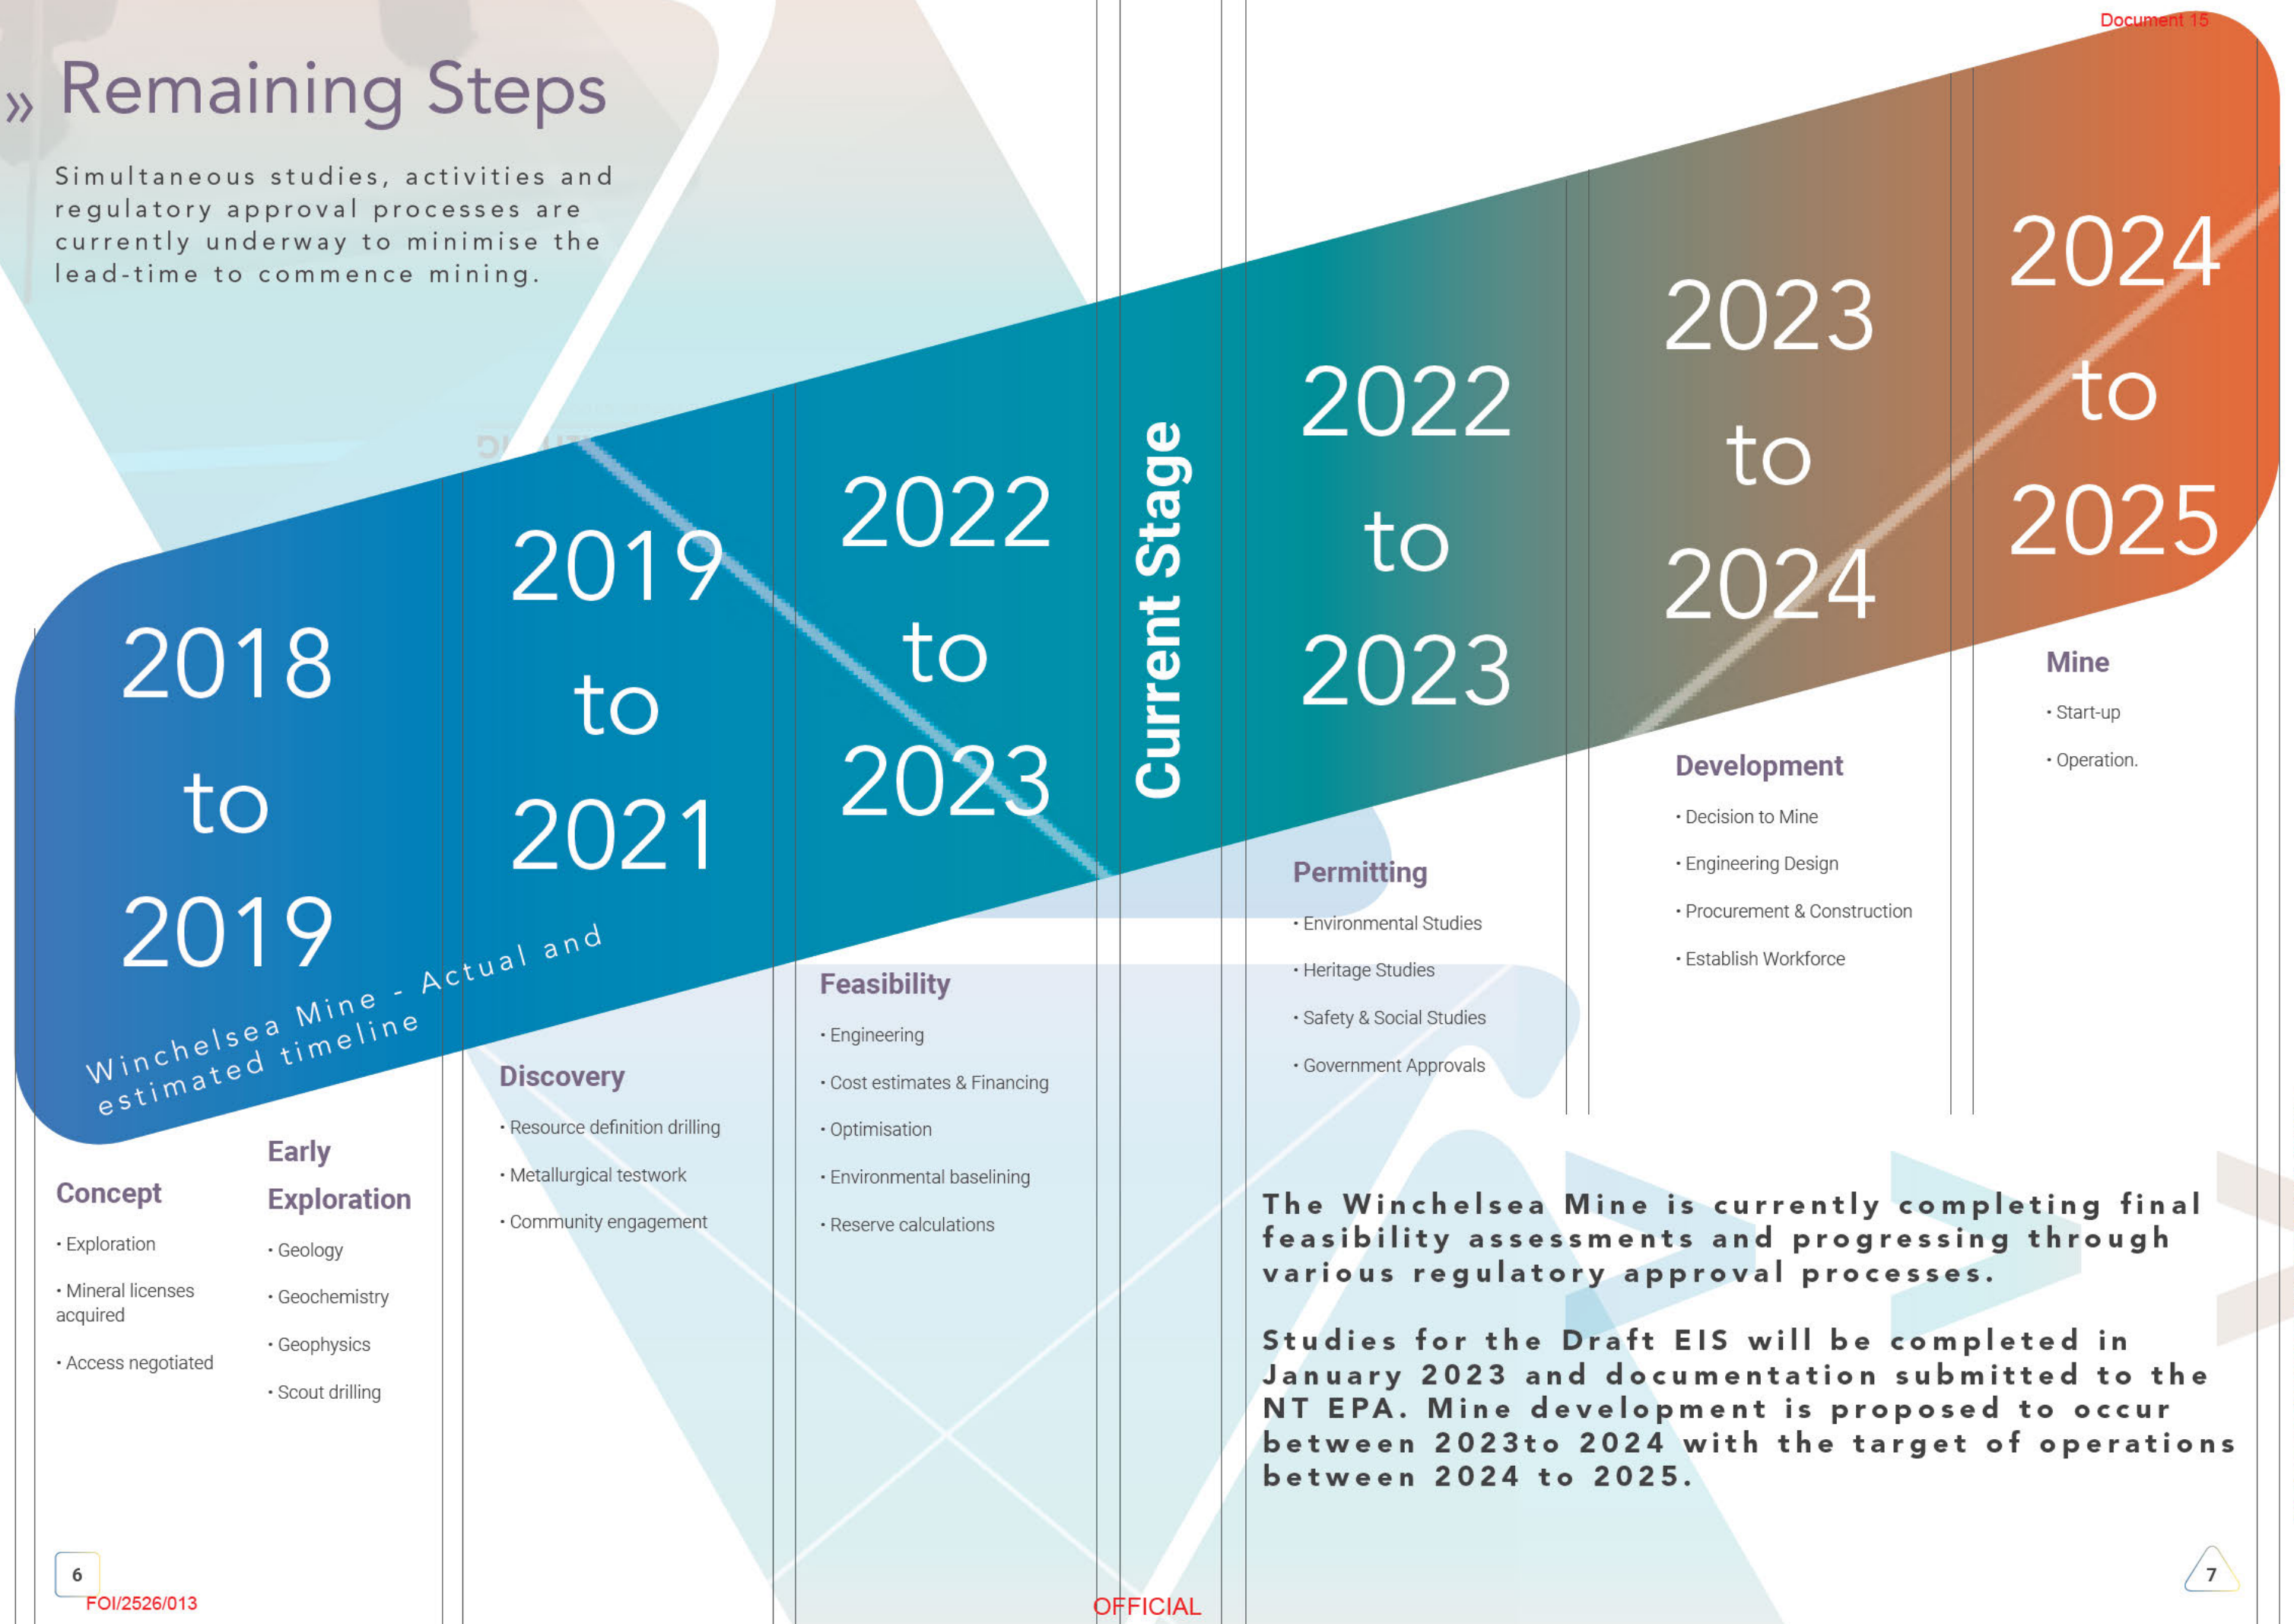 Document 15
» Remaining Steps
Simultaneous studies, activities and
regulatory approval processes are
currently underway to minimise the
lead-time to commence mining.
2018
to
2019
2019
to
2021
2022
to
2023
Current Stage
2022
to
2023
2023
to
2024
2024
to
2025
Winchelsea Mine - Actual and
estimated timeline
Concept
• Exploration
• Mineral licenses
acquired
• Access negotiated
Early
Exploration
• Geology
• Geochemistry
• Geophysics
• Scout drilling
Discovery
• Resource definition drilling
• Metallurgical testwork
• Community engagement
Feasibility
• Engineering
• Cost estimates & Financing
• Optimisation
• Environmental baselining
• Reserve calculations
Permitting
• Environmental Studies
• Heritage Studies
• Safety & Social Studies
• Government Approvals
Development
• Decision to Mine
• Engineering Design
• Procurement & Construction
• Establish Workforce
Mine
• Start-up
• Operation.
The Winchelsea Mine is currently completing final
feasibility assessments and progressing through
various regulatory approval processes.
Studies for the Draft EIS will be completed in
January 2023 and documentation submitted to the
NT EPA. Mine development is proposed to occur
between 2023to 2024 with the target of operations
between 2024 to 2025.
6
FOI/2526/013
OFFICIAL
7